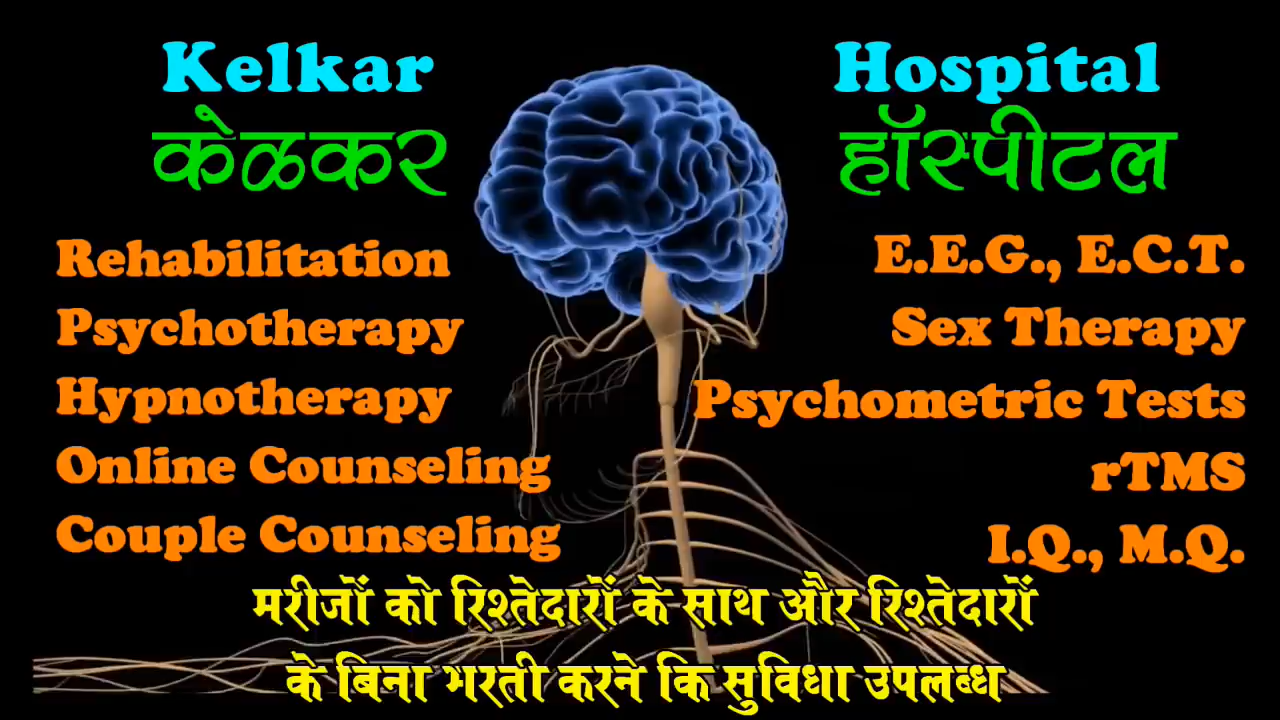 Kelkar Hospital
केळकर हॉस्पीटल
Rehabilitation
Psychotherapy
Hypnotherapy
Online Counseling
Couple Counseling
E.E.G., E.C.T.
Sex Therapy
Psychometric Tests
rTMS
I.Q., M.Q.
मरीजों को रिश्तेदारों के साथ और रिश्तेदारों
के बिना भरती करने कि सुविधा उपलब्ध